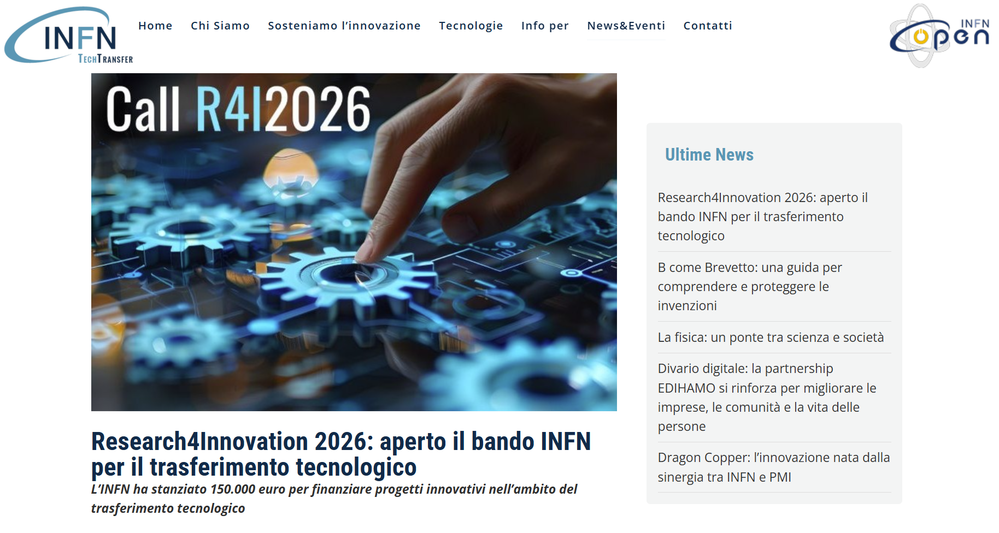 INFN
TECHTRANSFER
Home Chi Siamo Sosteniamo l’innovazione Tecnologie Info per News&Eventi Contatti
INFN
open
Call R4I2026
Research4Innovation 2026: aperto il bando INFN
per il trasferimento tecnologico
L’INFN ha stanziato 150.000 euro per finanziare progetti innovativi nell’ambito del
trasferimento tecnologico
Ultime News
Research4Innovation 2026: aperto il
bando INFN per il trasferimento
tecnologico
B come Brevetto: una guida per
comprendere e proteggere le
invenzioni
La fisica: un ponte tra scienza e società
Divario digitale: la partnership
EDIHAMO si rinforza per migliorare le
imprese, le comunità e la vita delle
persone
Dragon Copper: l’innovazione nata dalla
sinergia tra INFN e PMI